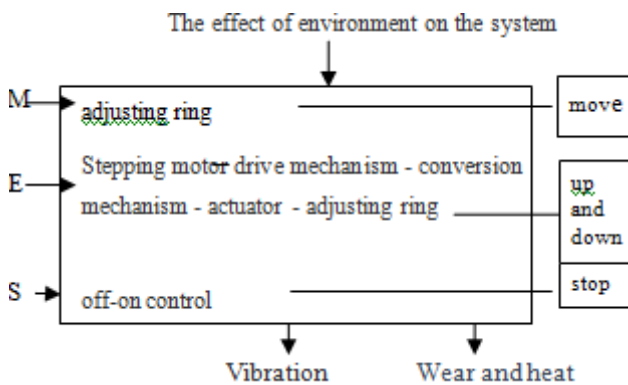 The effect of environment on the system
M
adjusting ring
move
E
Stepping motor drive mechanism - conversion
mechanism - actuator - adjusting ring
up
and
down
S
off-on control
stop
Vibration
Wear and heat